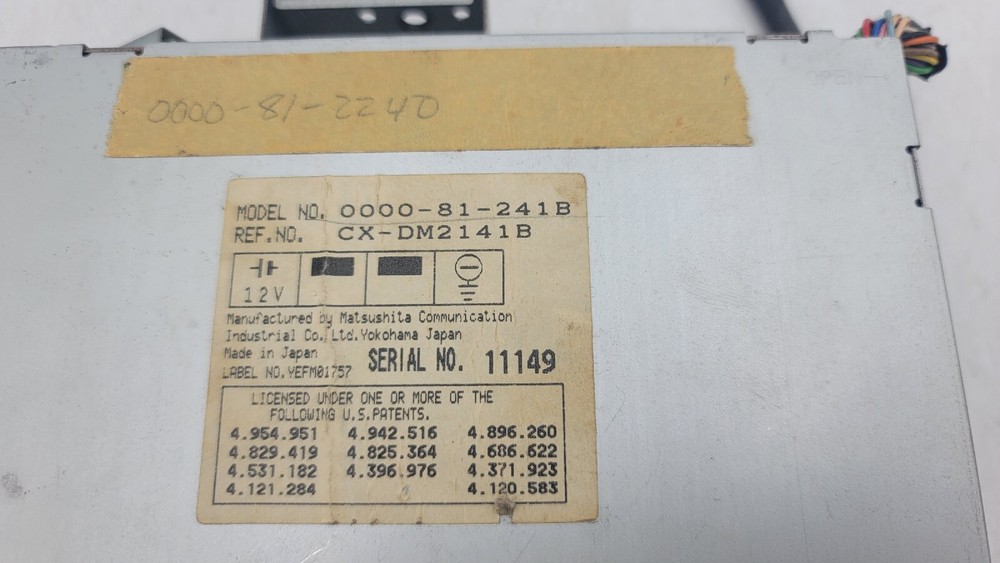 0000-81-2240
MODEL NO. 0000-81-241B
REF.NO. CX-DM2141B
12V
Manufactured by Matsushita Communication
Industrial Co.,Ltd.Yokohama Japan
Made in Japan
SERIAL NO. 11149
LABEL NO.YEFM01757
LICENSED UNDER ONE OR MORE OF THE
FOLLOWING U.S.PATENTS.
4.954.951 4.942.516 4.896.260
4.829.419 4.825.364 4.686.622
4.531.182 4.396.976 4.371.923
4.121.284 4.120.583